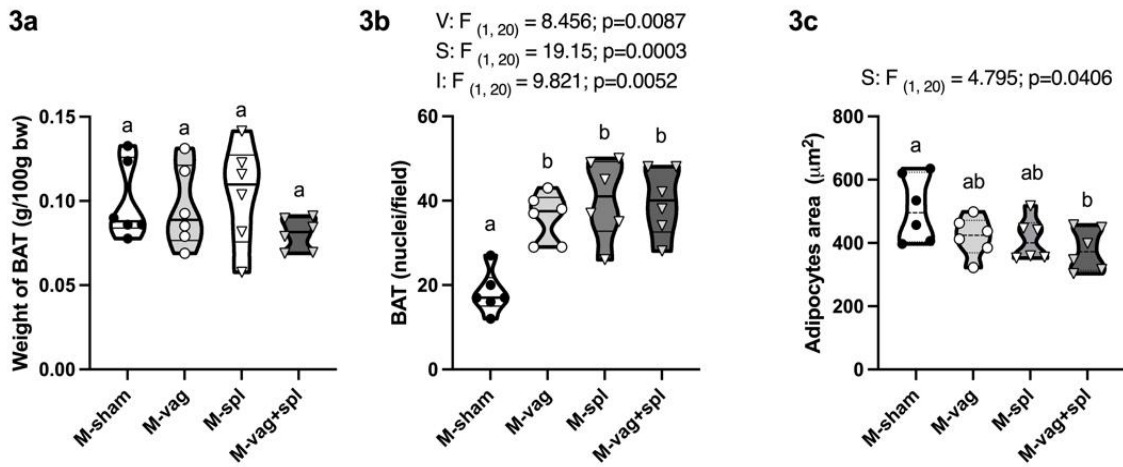 3a
3b
3c
V: F (1, 20) = 8.456; p=0.0087
S: F (1, 20) = 19.15; p=0.0003
I: F (1, 20) = 9.821; p=0.0052
S: F (1, 20) = 4.795; p=0.0406
Weight of BAT (g/100g bw)
0.15
0.10
0.05
0.00
a
a
a
a
M-sham
M-vag
M-spl
M-vag+spl
BAT (nuclei/field)
60
40
20
0
a
b
b
b
M-sham
M-vag
M-spl
M-vag+spl
Adipocytes area (μm²)
800
600
400
200
0
a
ab
ab
b
M-sham
M-vag
M-spl
M-vag+spl